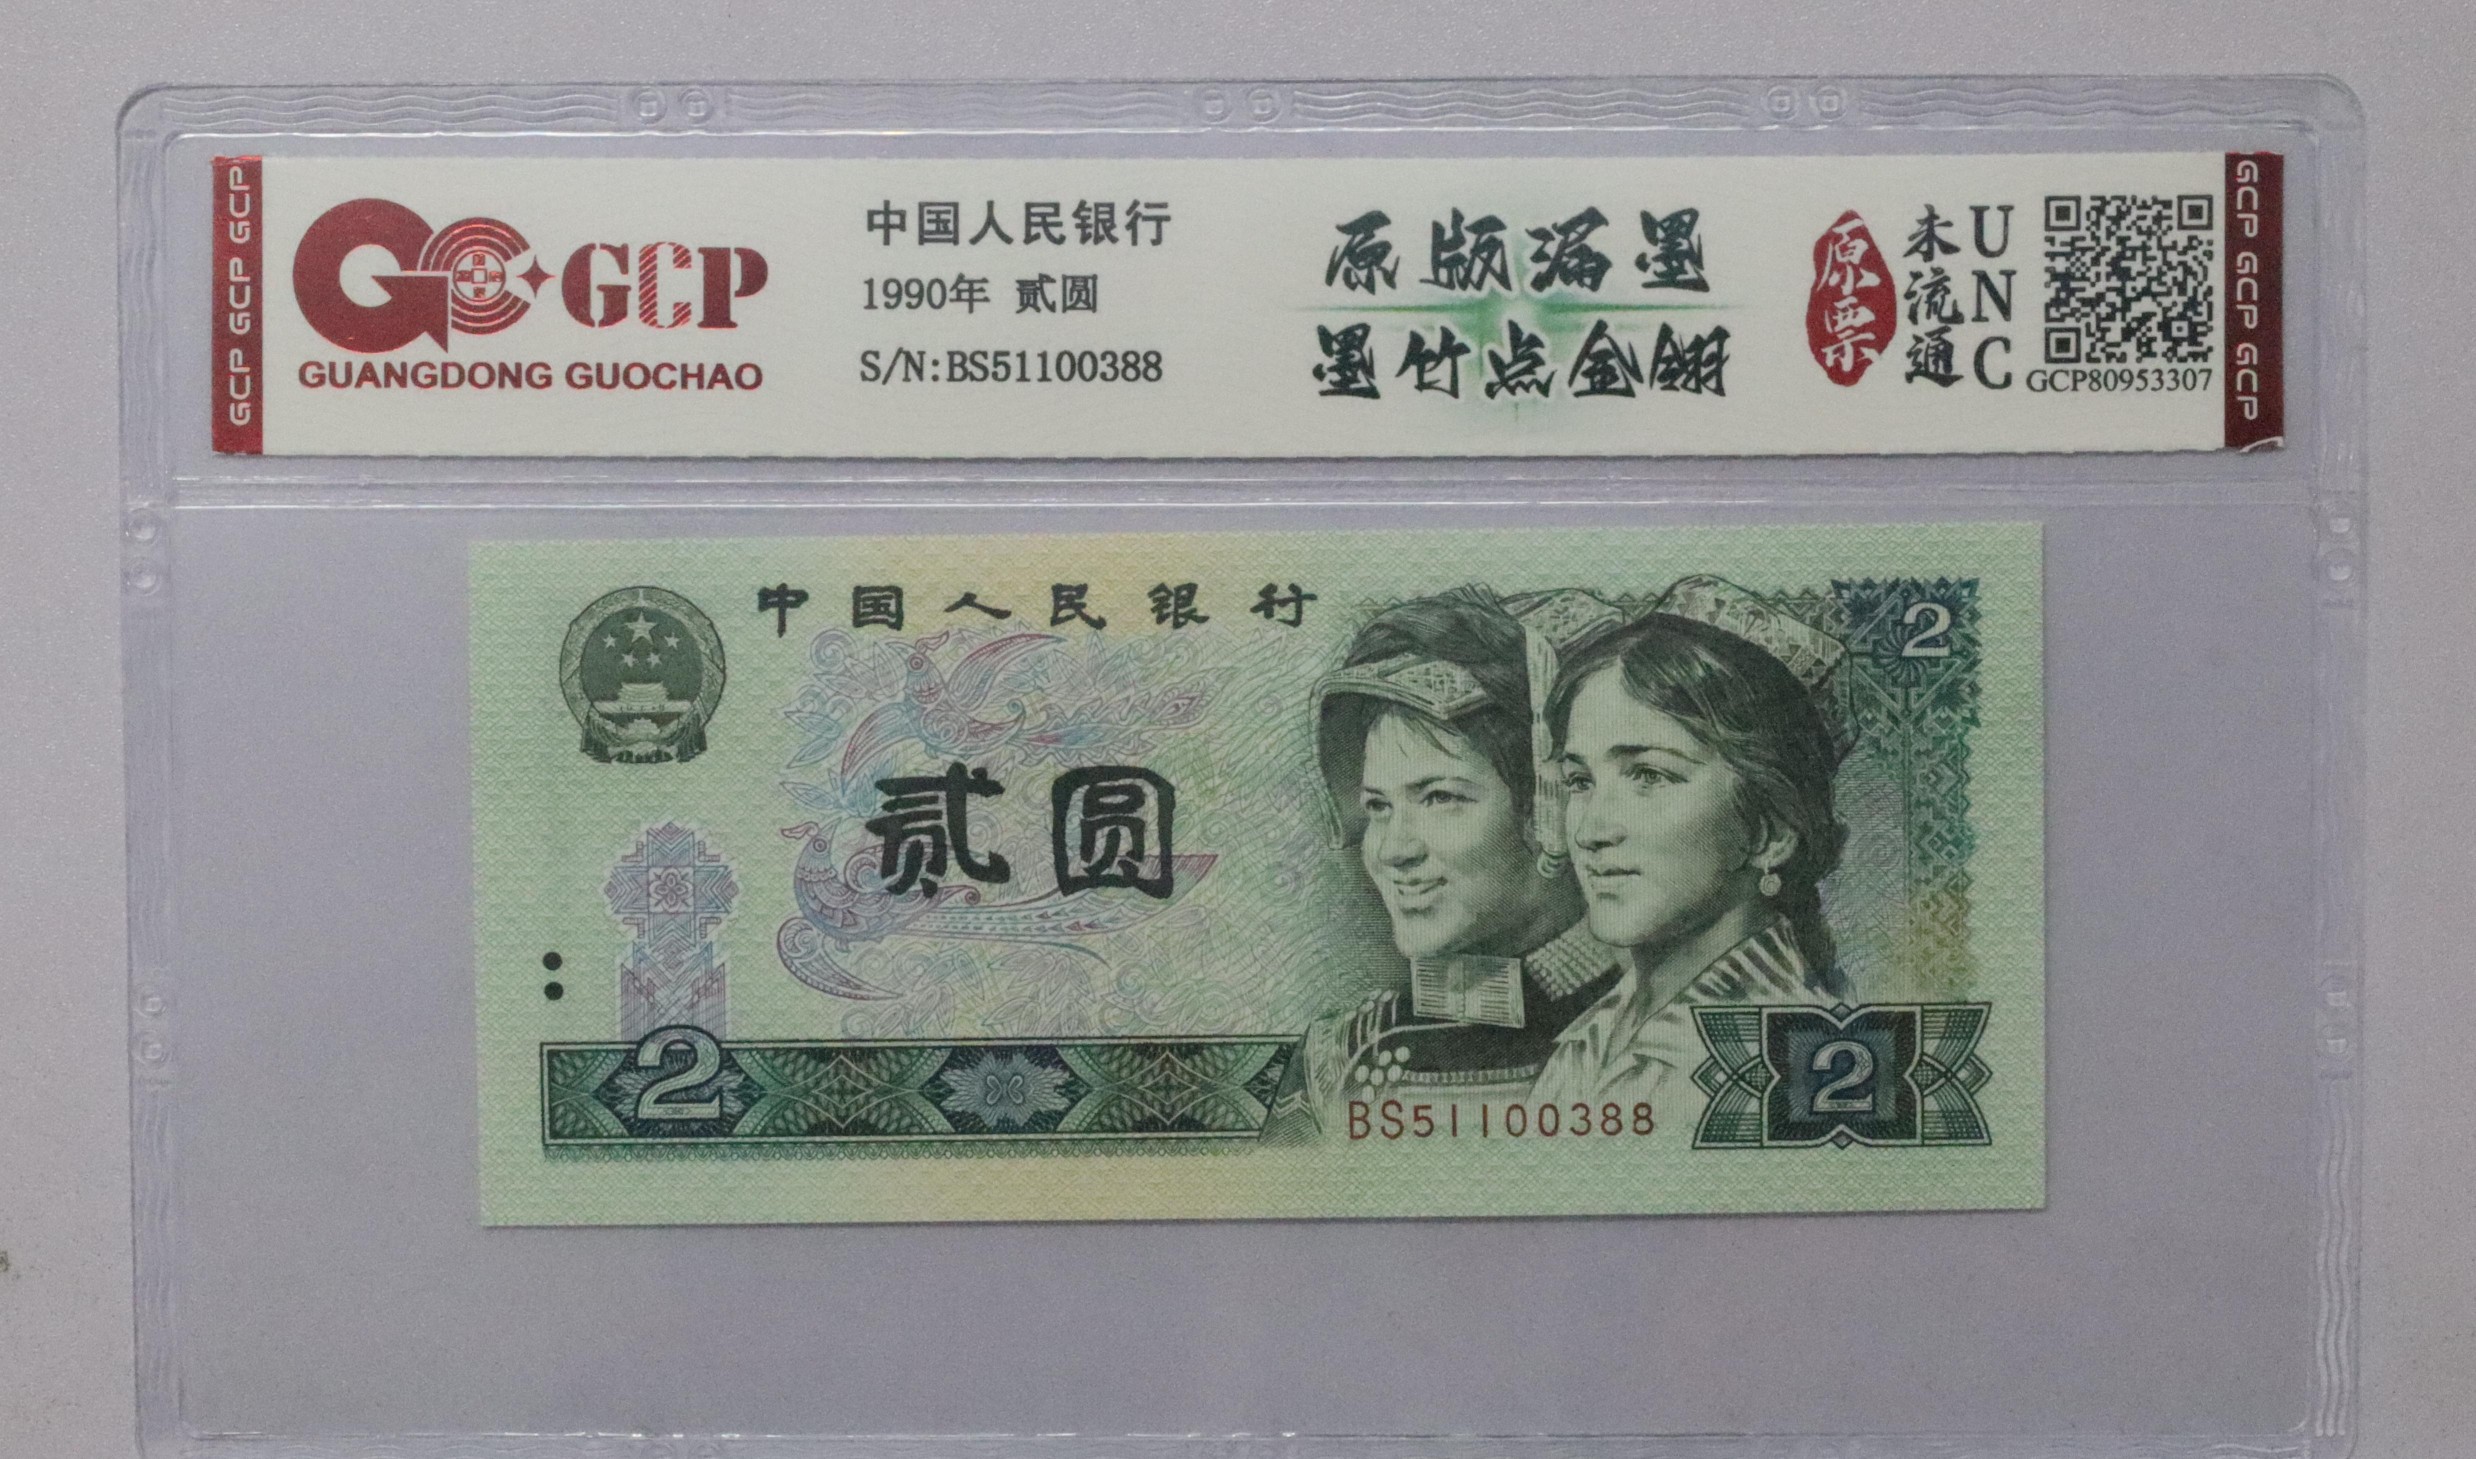 GCP GCP GCP GCP
GCP
GUANGDONG GUOCHAO
中国人民银行
1990年 贰圆
S/N:BS51100388
原版漏墨
墨竹点金翎
原票
未流通
UNC
GCP80953307
GCP GCP GCP
中国人民银行
2
贰圆
2
BS51100388
2